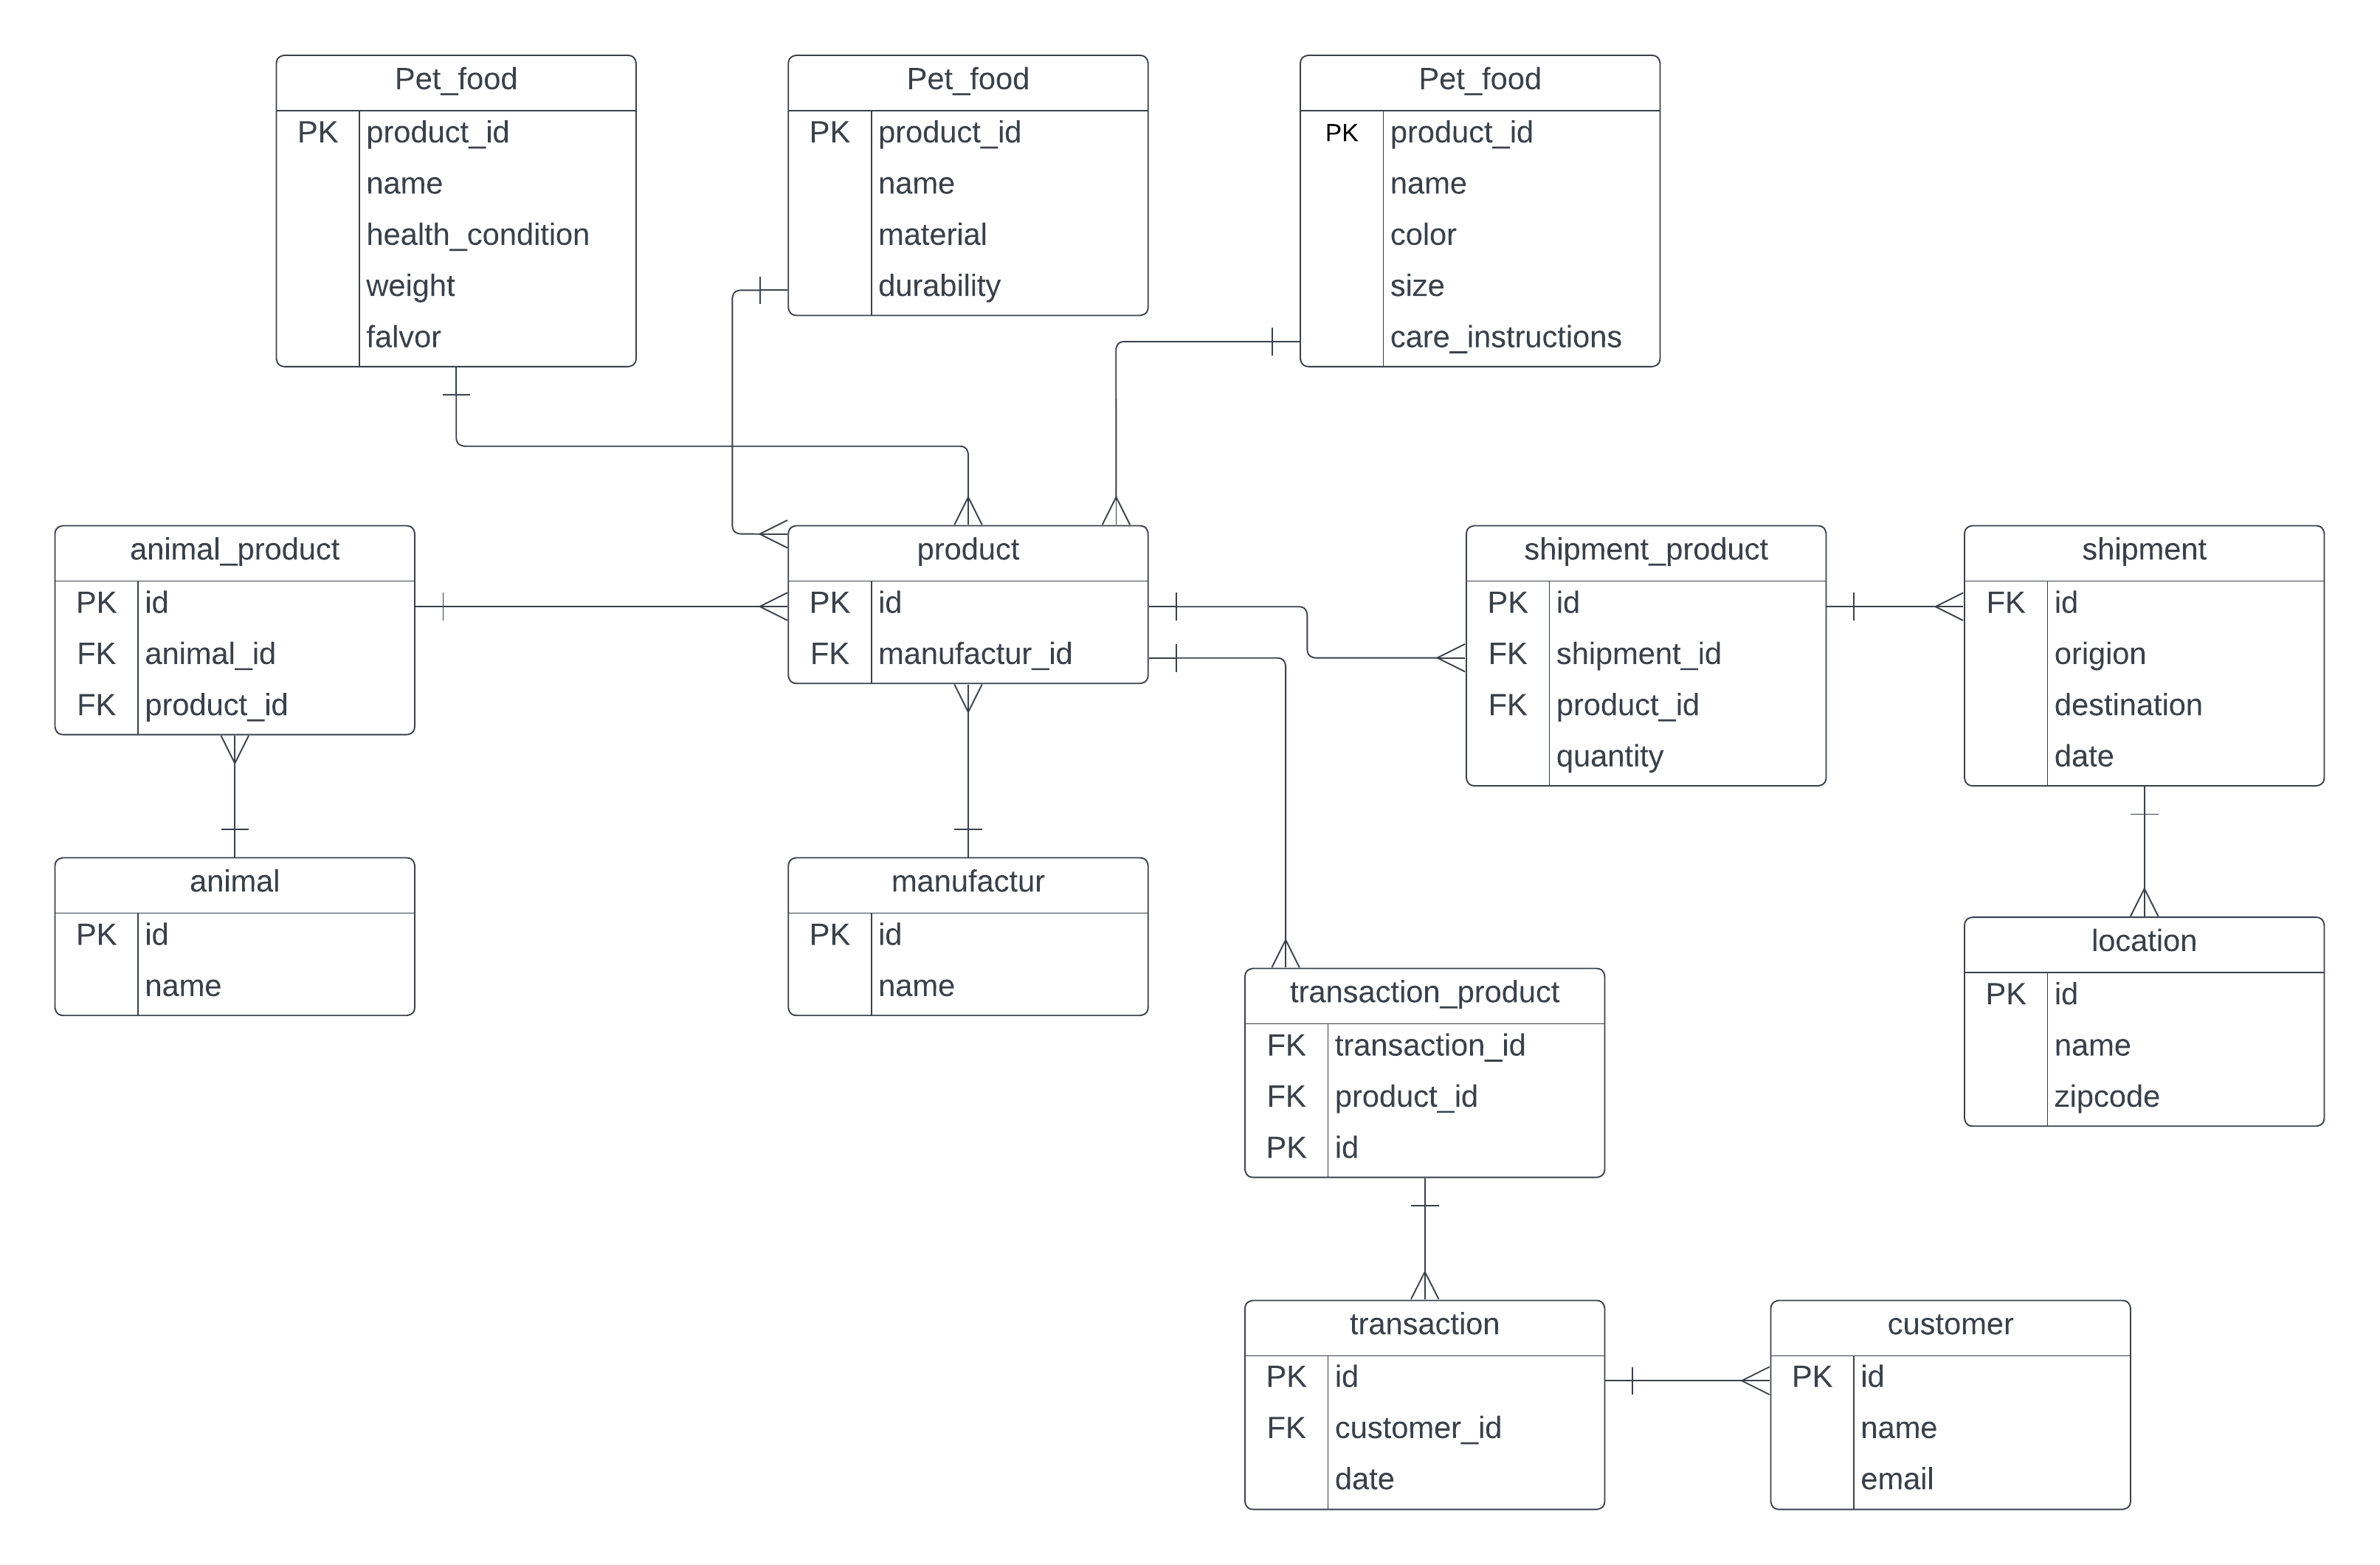 Pet_food
PK product_id
name
health_condition
weight
falvor
Pet_food
PK product_id
name
material
durability
Pet_food
PK product_id
name
color
size
care_instructions
animal_product
PK id
FK animal_id
FK product_id
product
PK id
FK manufactur_id
shipment_product
PK id
FK shipment_id
FK product_id
quantity
shipment
FK id
origion
destination
date
animal
PK id
name
manufactur
PK id
name
location
PK id
name
zipcode
transaction_product
FK transaction_id
FK product_id
PK id
transaction
PK id
FK customer_id
date
customer
PK id
name
email